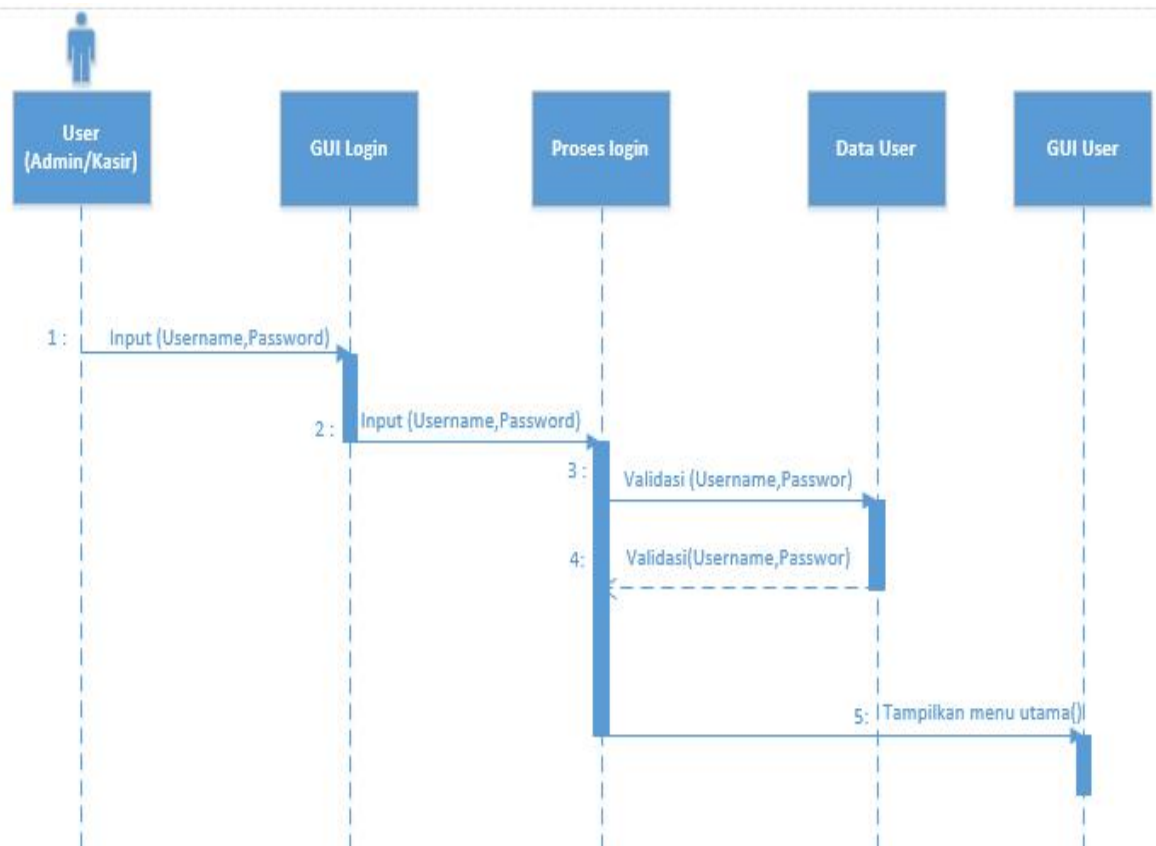 User
(Admin/Kasir)
GUI Login
Proses login
Data User
GUI User
1 :
Input (Username,Password)
2 :
Input (Username,Password)
3 :
Validasi (Username,Passwor)
4:
Validasi(Username,Passwor)
5:
Tampilkan menu utama()